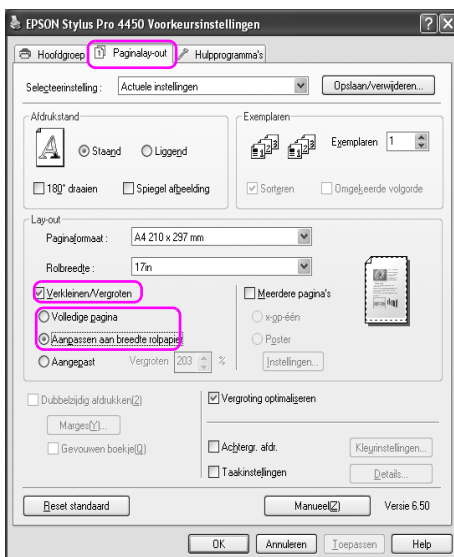 EPSON Stylus Pro 4450 Voorkeursinstellingen
Hoofdgroep Paginalay-out Hulpprogramma's
Selecteerinstelling : Actuele instellingen Opslaan/verwijderen...
Afdrukstand Exemplaren
Staand Liggend Exemplaren 1
180° draaien Spiegel afbeelding Sorteren Omgekeerde volgorde
Lay-out
Paginaformaat : A4 210 x 297 mm
Rolbreedte : 17in
Verkleinen/Vergroten Meerdere pagina's
Volledige pagina x-op-één
Aanpassen aan breedte rolpapier Poster
Aangepast Vergroten 203 % Instellingen...
Dubbelzijdig afdrukken(2) Vergroting optimaliseren
Marges(Y)...
Gevouwen boekje(Q) Achtergr. afdr. Kleurinstellingen...
Taakinstellingen Details...
Reset standaard Manueel(Z) Versie 6.50
OK Annuleren Toepassen Help